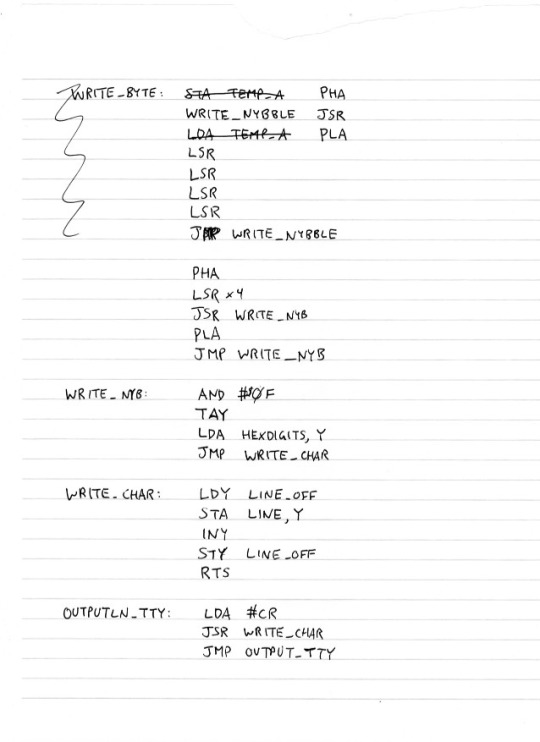 WRITE_BYTE: STA TEMP_A PHA
WRITE_NYBBLE JSR
LDA TEMP_A PLA
LSR
LSR
LSR
LSR
JMP WRITE_NYBBLE
PHA
LSR x4
JSR WRITE_NYB
PLA
JMP WRITE_NYB
WRITE_NYB: AND #$0F
TAY
LDA HEXDIGITS, Y
JMP WRITE_CHAR
WRITE_CHAR: LDY LINE_OFF
STA LINE, Y
INY
STY LINE_OFF
RTS
OUTPUTLN_TTY: LDA #CR
JSR WRITE_CHAR
JMP OUTPUT_TTY